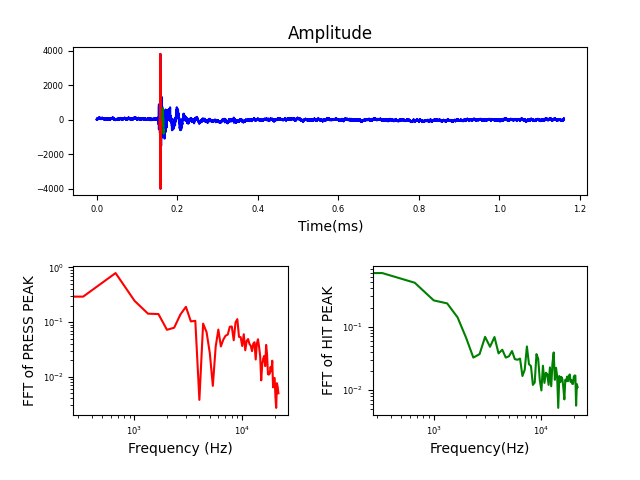 Amplitude
4000
2000
0
−2000
−4000
0.0 0.2 0.4 0.6 0.8 1.0 1.2
Time(ms)
FFT of PRESS PEAK
10⁰
10⁻¹
10⁻²
10³ 10⁴
Frequency (Hz)
FFT of HIT PEAK
10⁻¹
10⁻²
10³ 10⁴
Frequency(Hz)